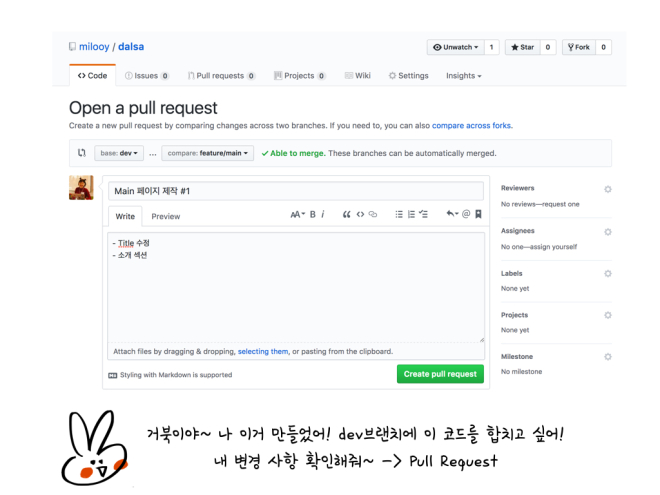 milooy / dalsa
Unwatch 1 Star 0 Fork 0
Code Issues 0 Pull requests 0 Projects 0 Wiki Settings Insights
Open a pull request
Create a new pull request by comparing changes across two branches. If you need to, you can also compare across forks.
base: dev ... compare: feature/main ✓ Able to merge. These branches can be automatically merged.
Main 페이지 제작 #1
Write Preview AA B i
- Title 수정
- 소개 섹션
Attach files by dragging & dropping, selecting them, or pasting from the clipboard.
Styling with Markdown is supported
Create pull request
Reviewers
No reviews—request one
Assignees
No one—assign yourself
Labels
None yet
Projects
None yet
Milestone
No milestone
거북이야~ 나 이거 만들었어! dev브랜치에 이 코드를 합치고 싶어!
내 변경 사항 확인해줘~ -> Pull Request